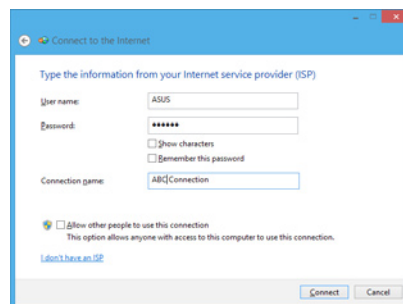 Connect to the Internet
Type the information from your Internet service provider (ISP)
User name: ASUS
Password: ••••••
Show characters
Remember this password
Connection name: ABC Connection
Allow other people to use this connection
This option allows anyone with access to this computer to use this connection.
I don't have an ISP
Connect Cancel